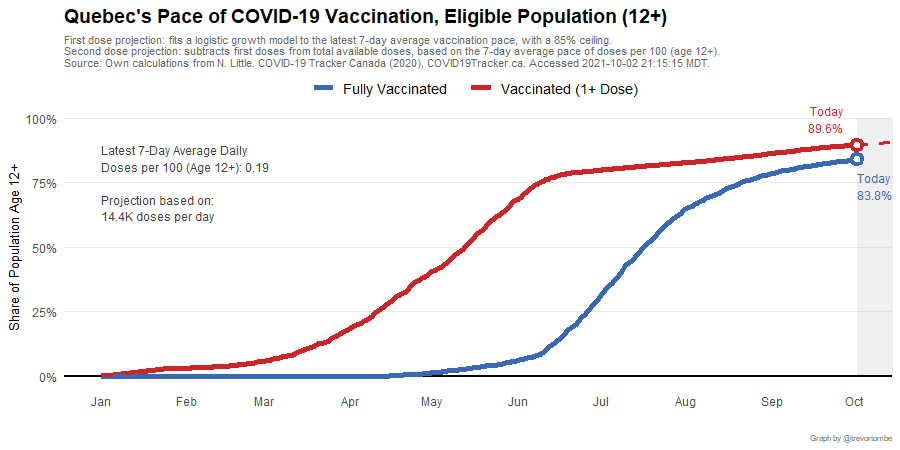 Quebec's Pace of COVID-19 Vaccination, Eligible Population (12+)
First dose projection: fits a logistic growth model to the latest 7-day average vaccination pace, with a 85% ceiling.
Second dose projection: subtracts first doses from total available doses, based on the 7-day average pace of doses per 100 (age 12+).
Source: Own calculations from N. Little. COVID-19 Tracker Canada (2020), COVID19Tracker.ca. Accessed 2021-10-02 21:15:15 MDT.
Fully Vaccinated Vaccinated (1+ Dose)
Today
89.6%
100%
Latest 7-Day Average Daily
Doses per 100 (Age 12+): 0.19
Today
83.8%
75%
Projection based on:
14.4K doses per day
50%
25%
0%
Share of Population Age 12+
Jan Feb Mar Apr May Jun Jul Aug Sep Oct
Graph by @trevortombe